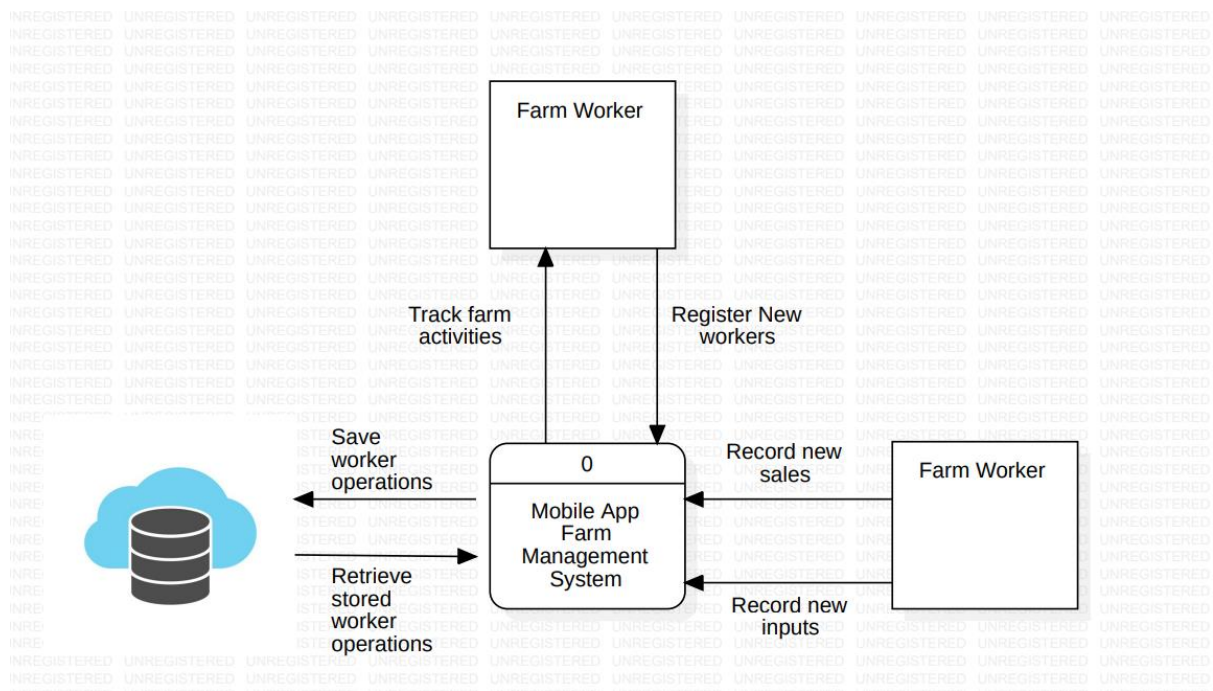 Farm Worker
Track farm
activities
Register New
workers
Save
worker
operations
0
Mobile App
Farm
Management
System
Record new
sales
Farm Worker
Retrieve
stored
worker
operations
Record new
inputs
UNREGISTERED